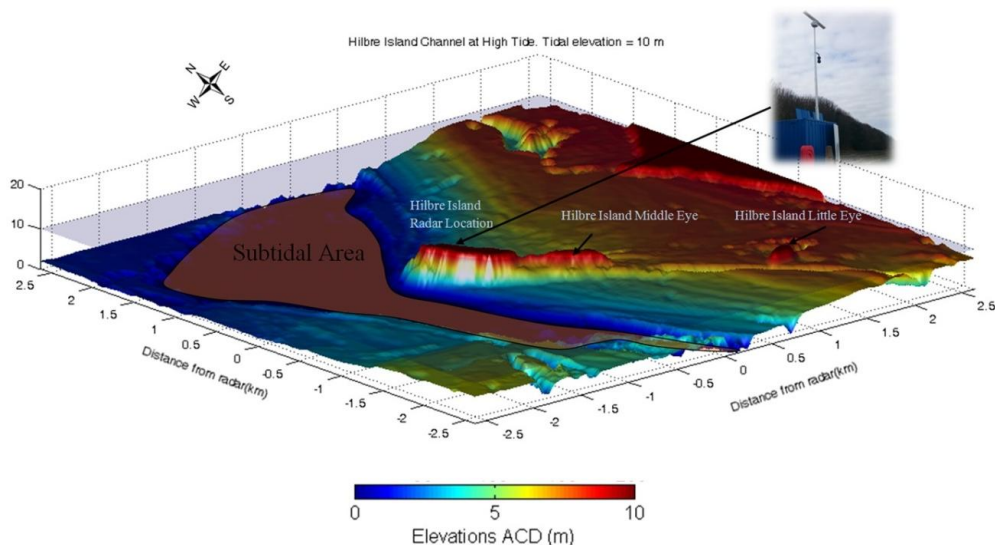 Hilbre Island Channel at High Tide. Tidal elevation = 10 m
N
E
W
S
20
10
0
Hilbre Island
Radar Location
Hilbre Island Middle Eye
Hilbre Island Little Eye
Subtidal Area
2.5
2
1.5
1
0.5
0
-0.5
-1
-1.5
-2
-2.5
Distance from radar(km)
-2.5
-2
-1.5
-1
-0.5
0
0.5
1
1.5
2
2.5
Distance from radar(km)
0
5
10
Elevations ACD (m)